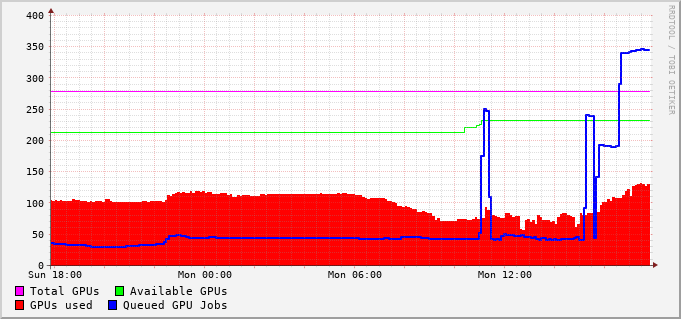 RRDTOOL / TOBI OETIKER
400
350
300
250
200
150
100
50
0
Sun 18:00 Mon 00:00 Mon 06:00 Mon 12:00
Total GPUs Available GPUs
GPUs used Queued GPU Jobs